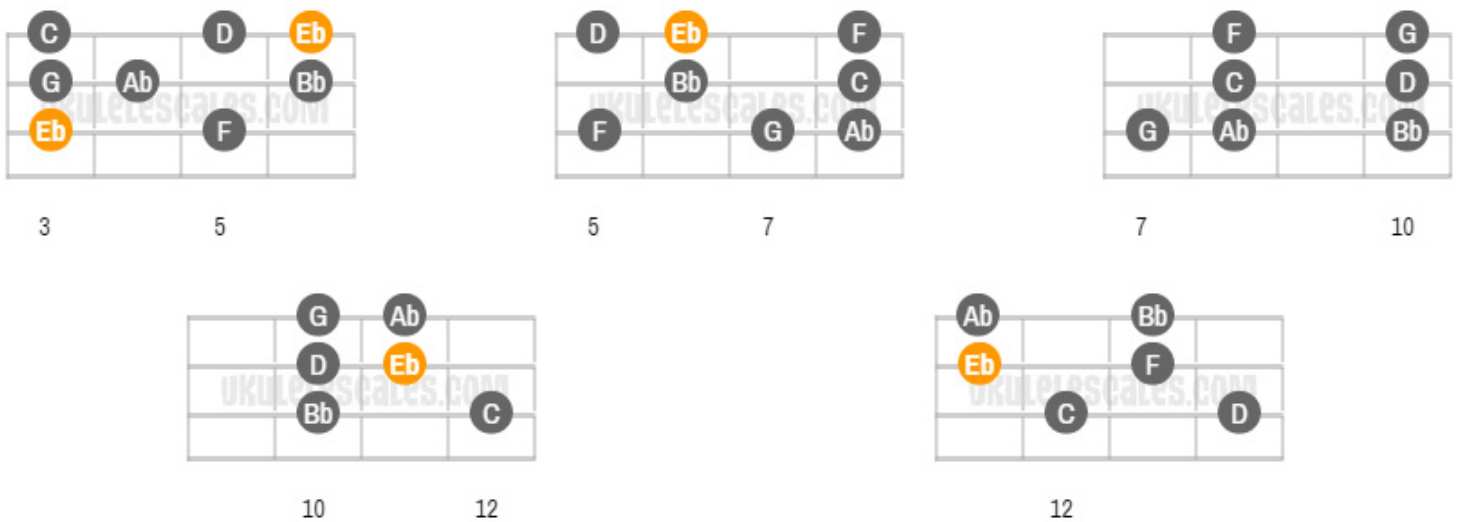 C D Eb
G Ab Bb
UKULELESCALES.COM
Eb F
3 5
D Eb F
Bb C
UKULELESCALES.COM
F G Ab
5 7
F G
C D
UKULELESCALES.COM
G Ab Bb
7 10
G Ab
D Eb
UKULELESCALES.COM
Bb C
10 12
Ab Bb
Eb F
UKULELESCALES.COM
C D
12